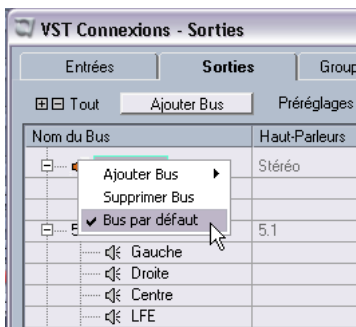 VST Connexions - Sorties
Entrées Sorties Group
Tout Ajouter Bus Préréglages
Nom du Bus Haut-Parleurs
Stéréo
Ajouter Bus
Supprimer Bus
Bus par défaut
5 5.1
Gauche
Droite
Centre
LFE